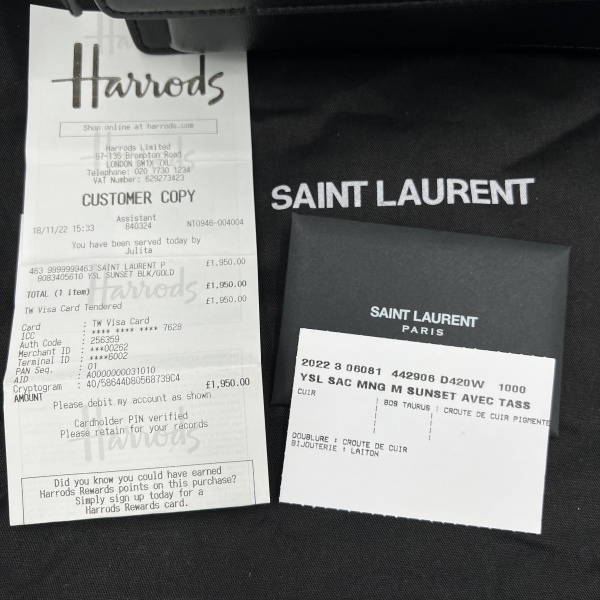 Harrods
Shop online at harrods.com
Harrods Limited
87-135 Brompton Road
LONDON SW1X 7XL
Telephone: 020 7730 1234
VAT Number: 629273423
CUSTOMER COPY
Assistant
18/11/22 15:33 840324 NT0946-004004
You have been served today by
Julita
463 9999999463 SAINT LAURENT P £1,950.00
8083405610 YSL SUNSET BLK/GOLD
TOTAL (1 item) £1,950.00
TW Visa Card Tendered £1,950.00
Card : TW Visa Card
ICC : **** **** **** 7628
Auth Code : 256359
Merchant ID : ***00262
Terminal ID : ****6002
PAN Seq. : 01
AID : A0000000031010
Cryptogram : 40/58644D80568739C4
AMOUNT £1,950.00
Please debit my account as shown
Cardholder PIN verified
Please retain for your records
Did you know you could have earned
Harrods Rewards points on this purchase?
Simply sign up today for a
Harrods Rewards card.
SAINT LAURENT
SAINT LAURENT
PARIS
2022 3 06081 442906 D420W 1000
YSL SAC MNG M SUNSET AVEC TASS
CUIR BOS TAURUS : CROUTE DE CUIR PIGMENTE
DOUBLURE : CROUTE DE CUIR
BIJOUTERIE : LAITON